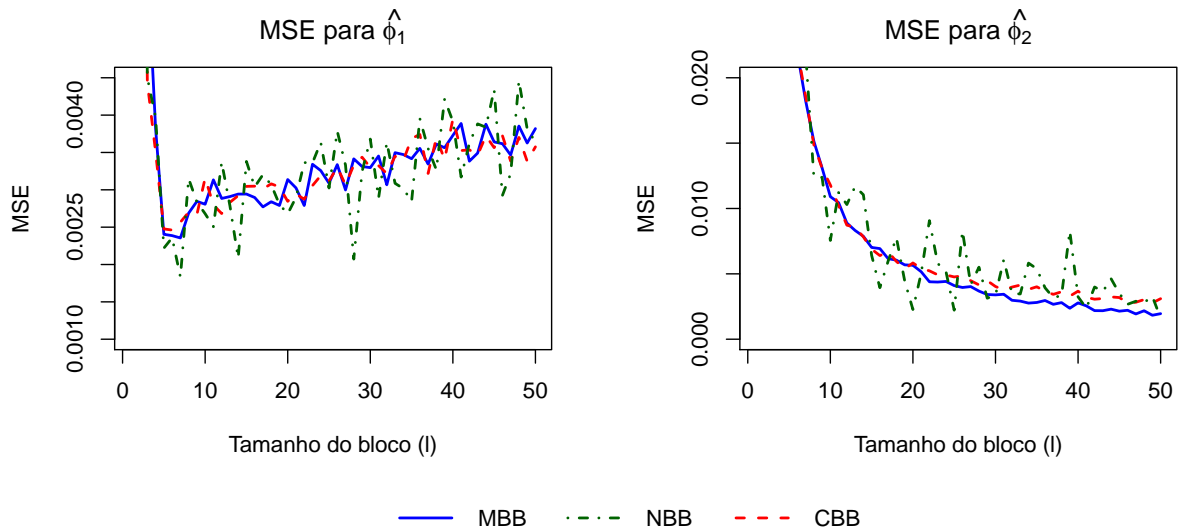 MSE para ϕ̂₁
MSE
0.0010
0.0025
0.0040
0 10 20 30 40 50
Tamanho do bloco (l)
MSE para ϕ̂₂
MSE
0.000
0.010
0.020
0 10 20 30 40 50
Tamanho do bloco (l)
MBB NBB CBB